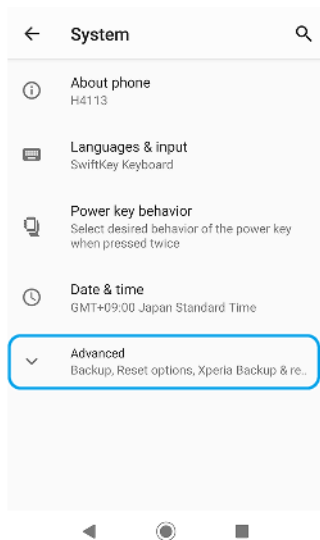 System
About phone
H4113
Languages & input
SwiftKey Keyboard
Power key behavior
Select desired behavior of the power key
when pressed twice
Date & time
GMT+09:00 Japan Standard Time
Advanced
Backup, Reset options, Xperia Backup & re..